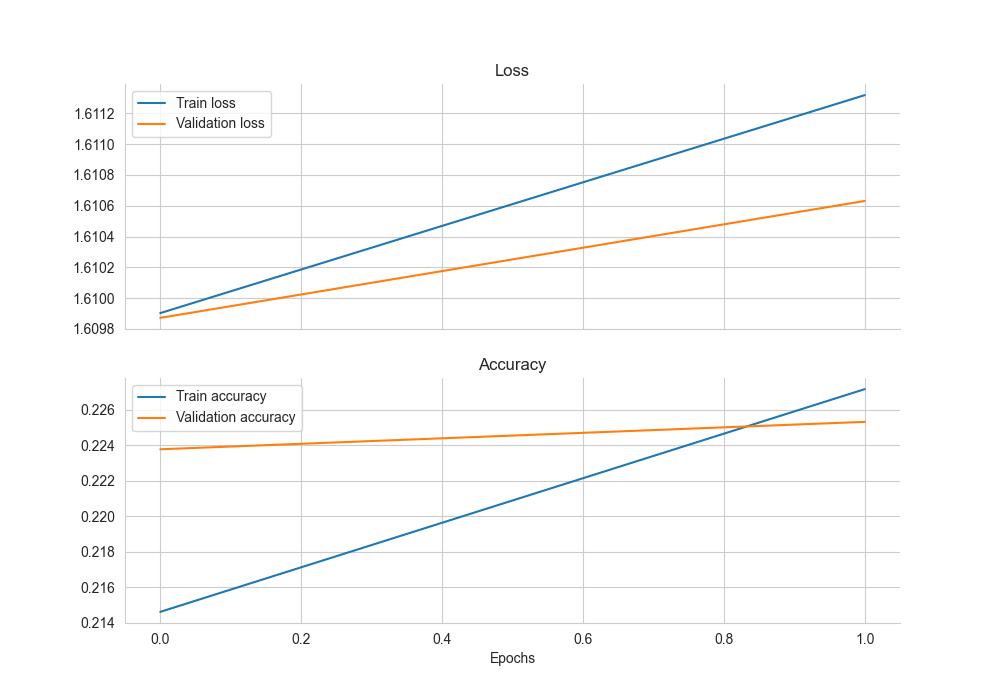 Loss
Train loss
Validation loss
1.6112
1.6110
1.6108
1.6106
1.6104
1.6102
1.6100
1.6098
Accuracy
Train accuracy
Validation accuracy
0.226
0.224
0.222
0.220
0.218
0.216
0.214
0.0 0.2 0.4 0.6 0.8 1.0
Epochs